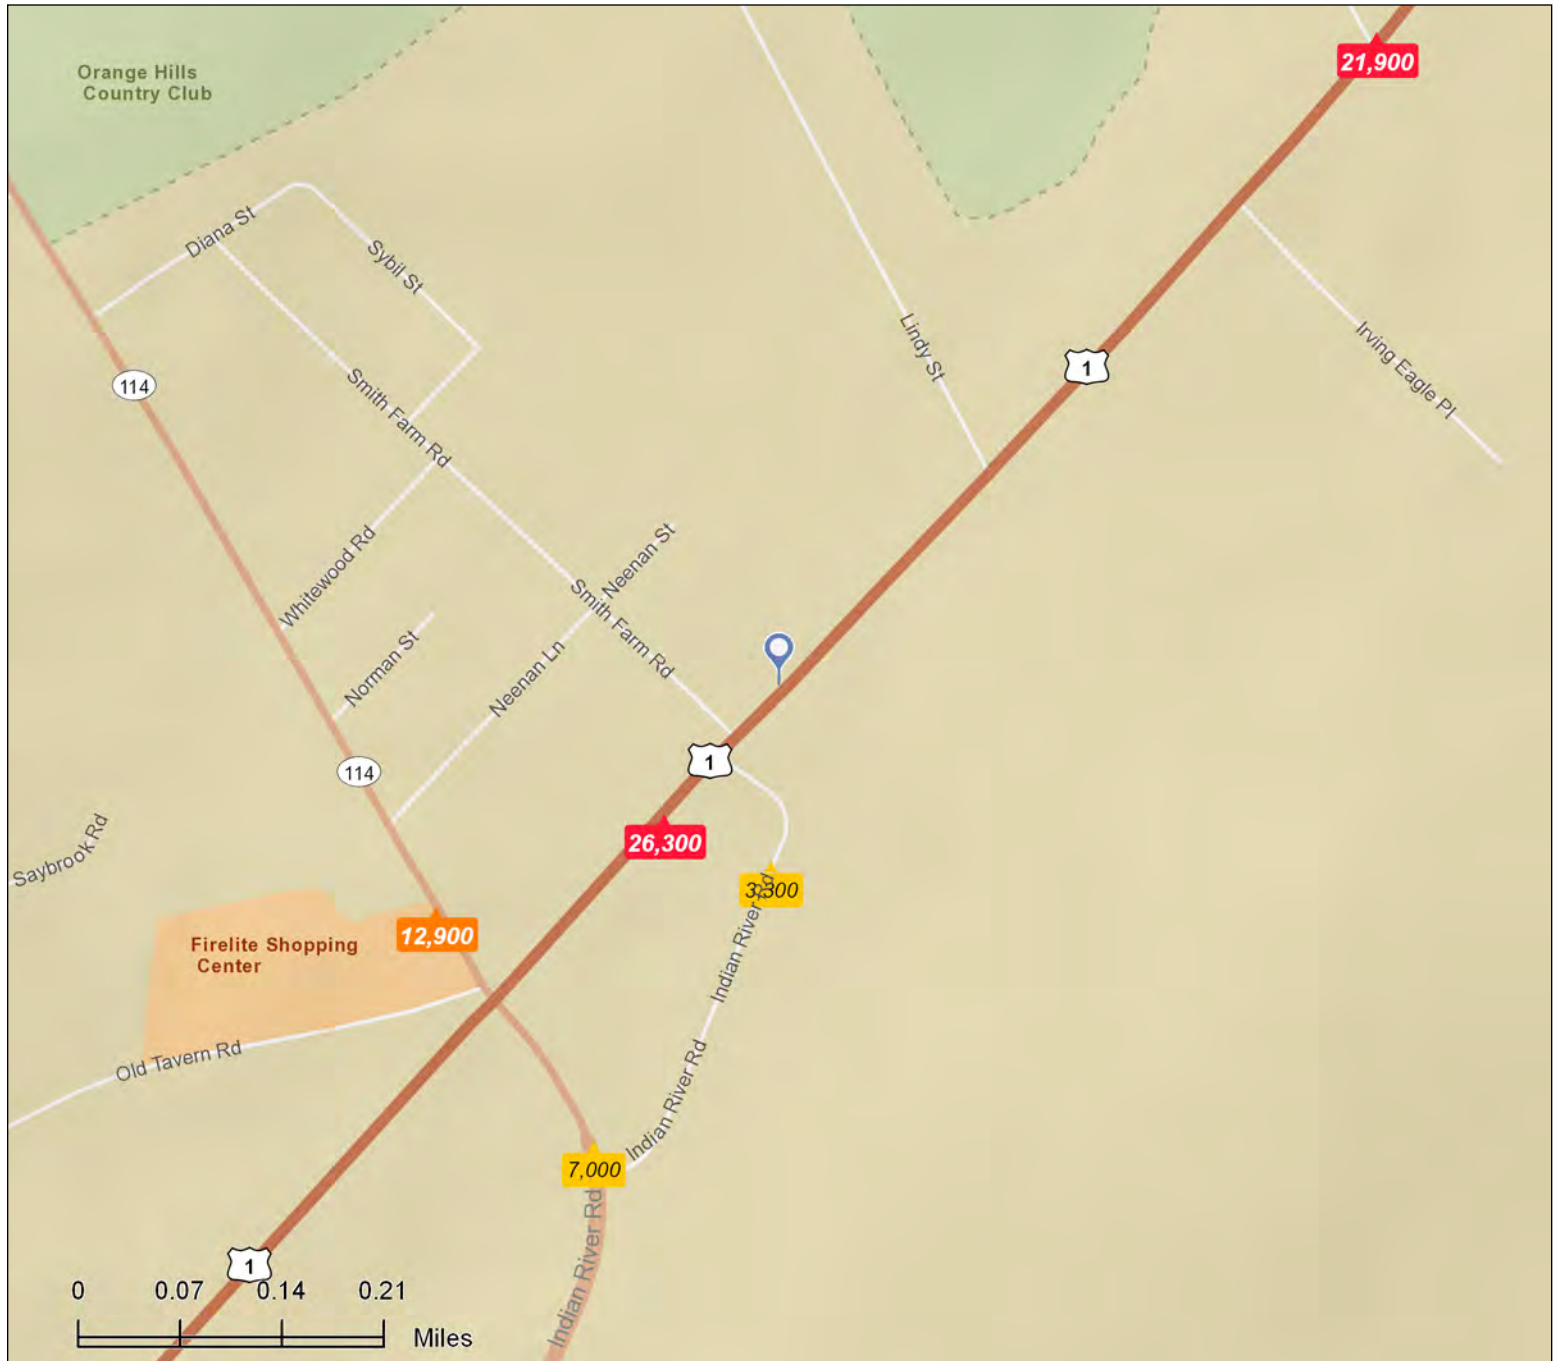 Orange Hills
Country Club
21,900
Diana St
Sybil St
Lindy St
Irving Eagle Pl
1
114
Smith Farm Rd
Whitewood Rd
Neenan St
Smith Farm Rd
Norman St
Neenan Ln
1
114
26,300
Saybrook Rd
3,300
Indian River Rd
12,900
Firelite Shopping
Center
Old Tavern Rd
Indian River Rd
7,000
Indian River Rd
1
0 0.07 0.14 0.21
Miles